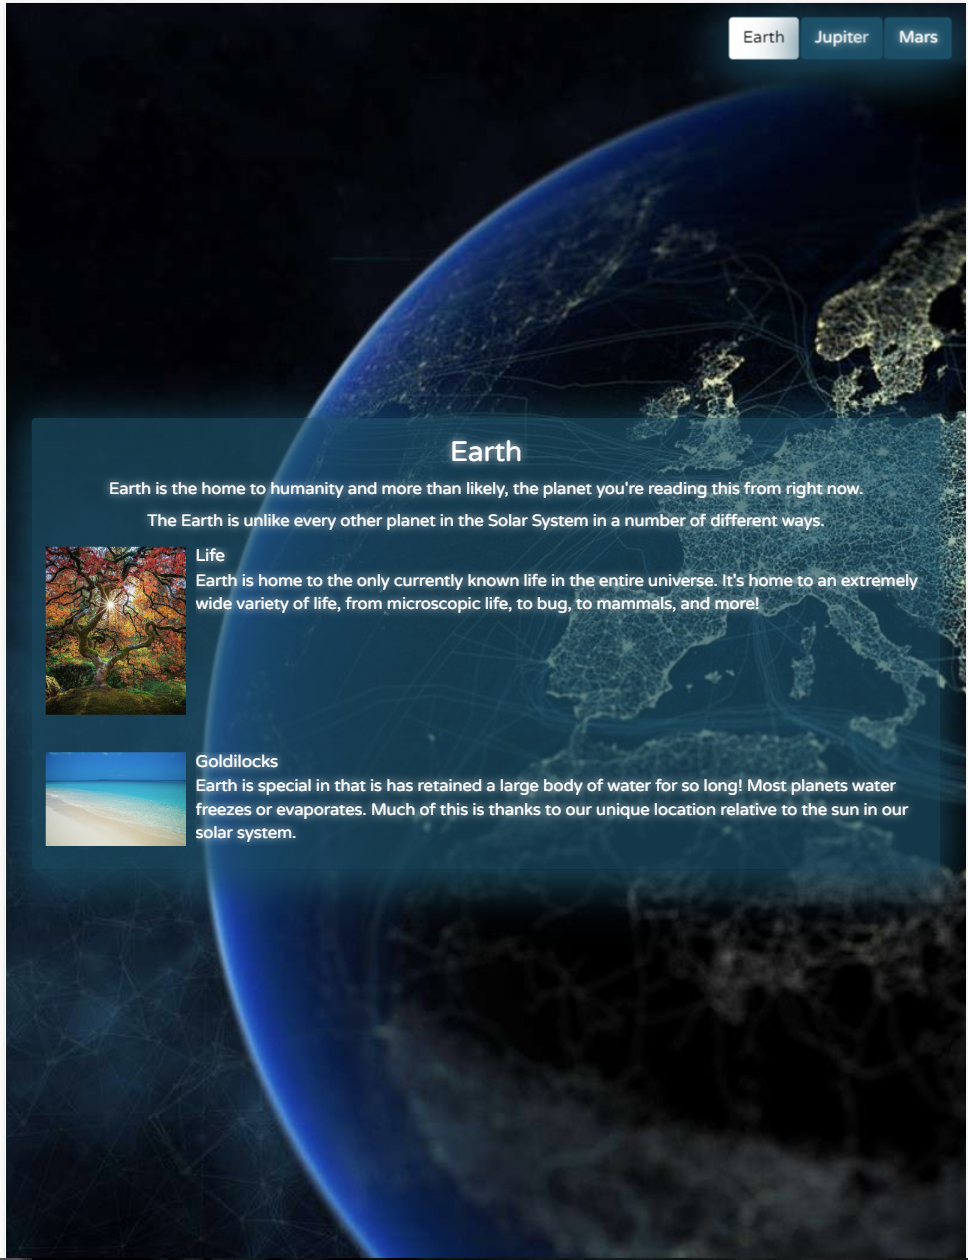 Earth Jupiter Mars
Earth
Earth is the home to humanity and more than likely, the planet you're reading this from right now.
The Earth is unlike every other planet in the Solar System in a number of different ways.
Life
Earth is home to the only currently known life in the entire universe. It's home to an extremely
wide variety of life, from microscopic life, to bug, to mammals, and more!
Goldilocks
Earth is special in that is has retained a large body of water for so long! Most planets water
freezes or evaporates. Much of this is thanks to our unique location relative to the sun in our
solar system.